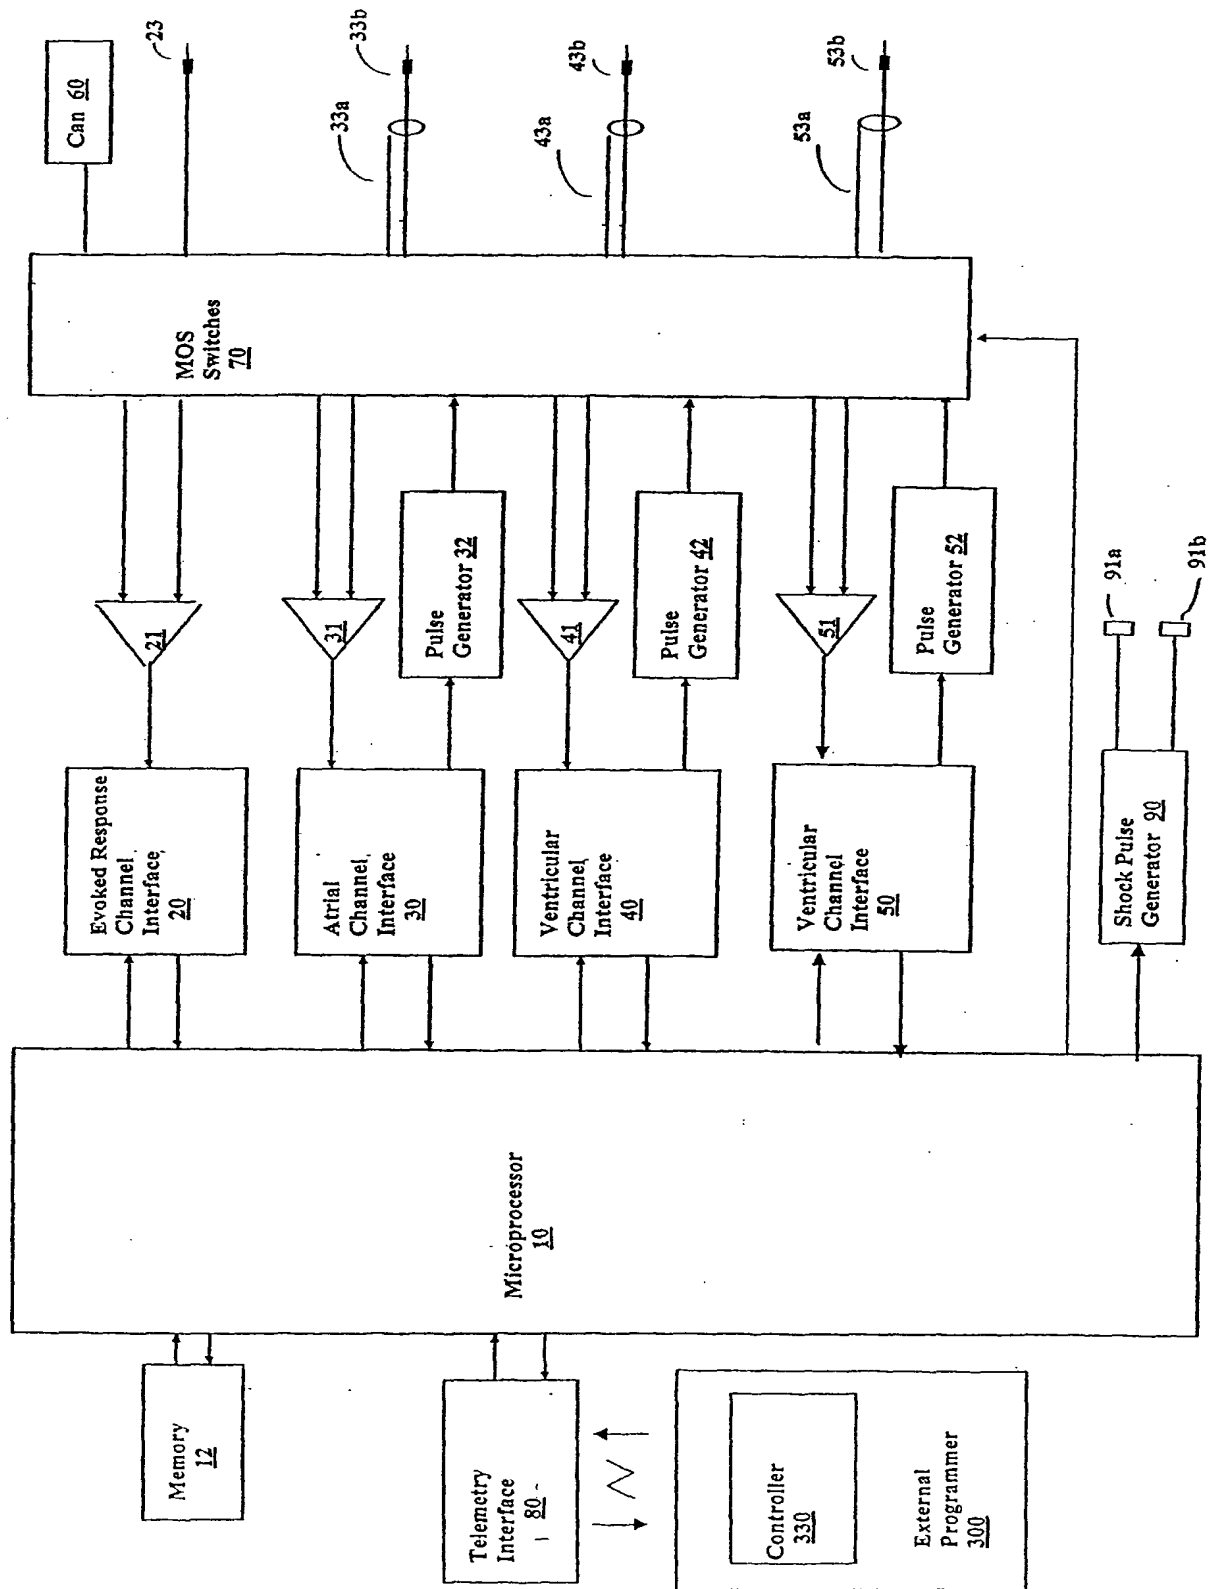 Can 60
23
33a
33b
43a
43b
53a
53b
MOS
Switches
70
21
31
Pulse
Generator 32
41
Pulse
Generator 42
51
Pulse
Generator 52
91a
91b
Evoked Response
Channel
Interface
20
Atrial
Channel
Interface
30
Ventricular
Channel
Interface
40
Ventricular
Channel
Interface
50
Shock Pulse
Generator 90
Microprocessor
10
Memory
12
Telemetry
Interface
80
Controller
330
External
Programmer
300